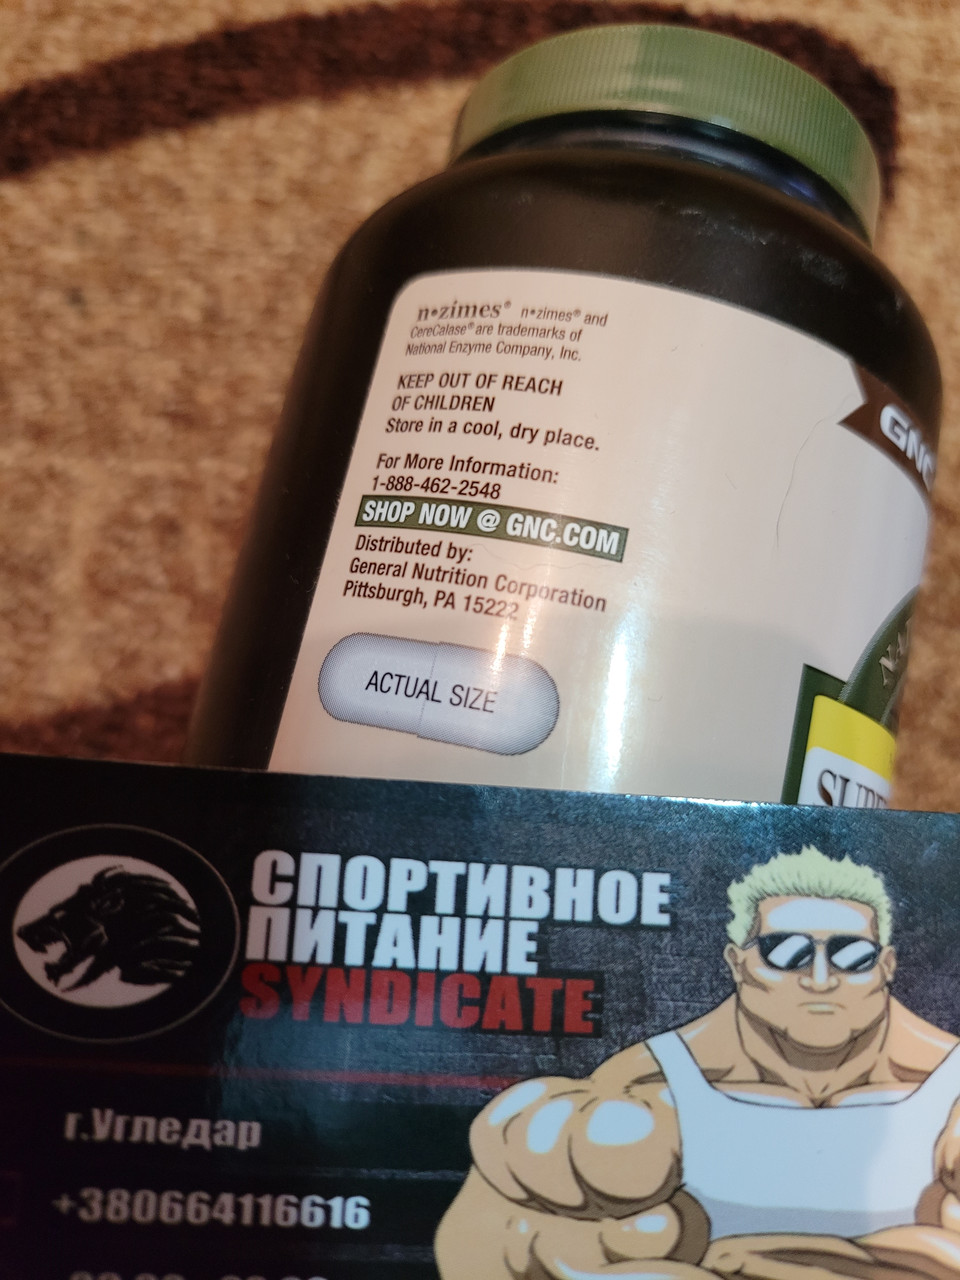 n•zimes® n•zimes® and
CereCalase® are trademarks of
National Enzyme Company, Inc.
KEEP OUT OF REACH
OF CHILDREN
Store in a cool, dry place.
For More Information:
1-888-462-2548
SHOP NOW @ GNC.COM
Distributed by:
General Nutrition Corporation
Pittsburgh, PA 15222
ACTUAL SIZE
GNC
СПОРТИВНОЕ
ПИТАНИЕ
SYNDICATE
г.Угледар
+380664116616